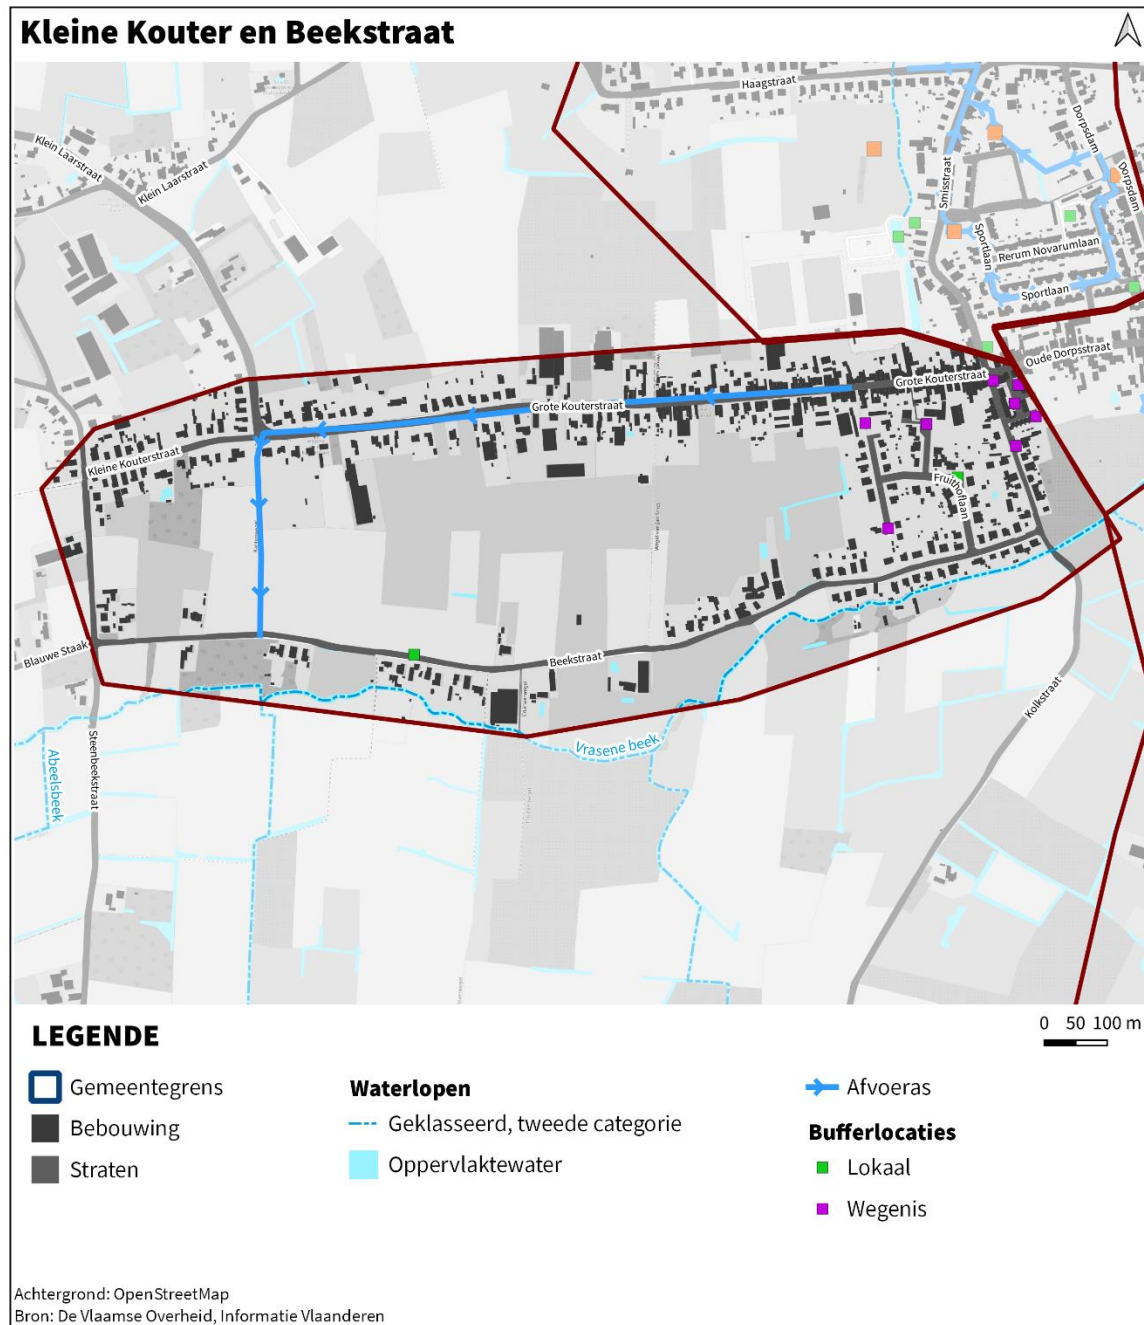 Kleine Kouter en Beekstraat
Haagstraat
Klein Laarstraat
Klein Laarstraat
Dorpsdam
Dorpsdam
Smisstraat
Sportlaan
Rerum Novarumlaan
Sportlaan
Oude Dorpsstraat
Grote Kouterstraat
Grote Kouterstraat
Kleine Kouterstraat
Fruithoflaan
Blauwe Staak
Beekstraat
Kolkstraat
Steenbeekstraat
Abeelsbeek
Vrasene beek
LEGENDE
0 50 100 m
Gemeentegrens
Bebouwing
Straten
Waterlopen
Geklasseerd, tweede categorie
Oppervlaktewater
Afvoeras
Bufferlocaties
Lokaal
Wegenis
Achtergrond: OpenStreetMap
Bron: De Vlaamse Overheid, Informatie Vlaanderen